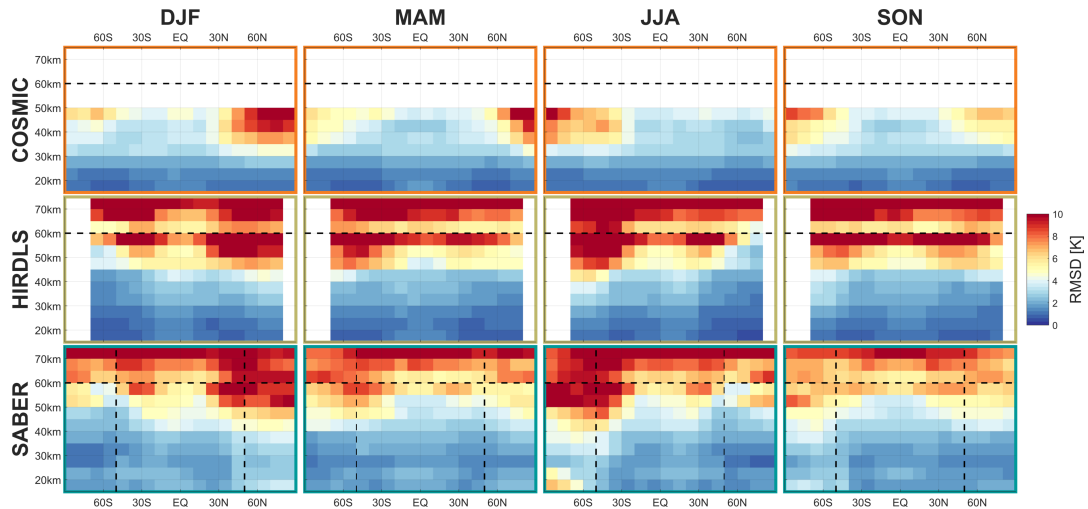 DJF MAM JJA SON
60S 30S EQ 30N 60N 60S 30S EQ 30N 60N 60S 30S EQ 30N 60N 60S 30S EQ 30N 60N
COSMIC
70km
60km
50km
40km
30km
20km
HIRDLS
70km
60km
50km
40km
30km
20km
SABER
70km
60km
50km
40km
30km
20km
60S 30S EQ 30N 60N 60S 30S EQ 30N 60N 60S 30S EQ 30N 60N 60S 30S EQ 30N 60N
10
8
6
4
2
0
RMSD [K]